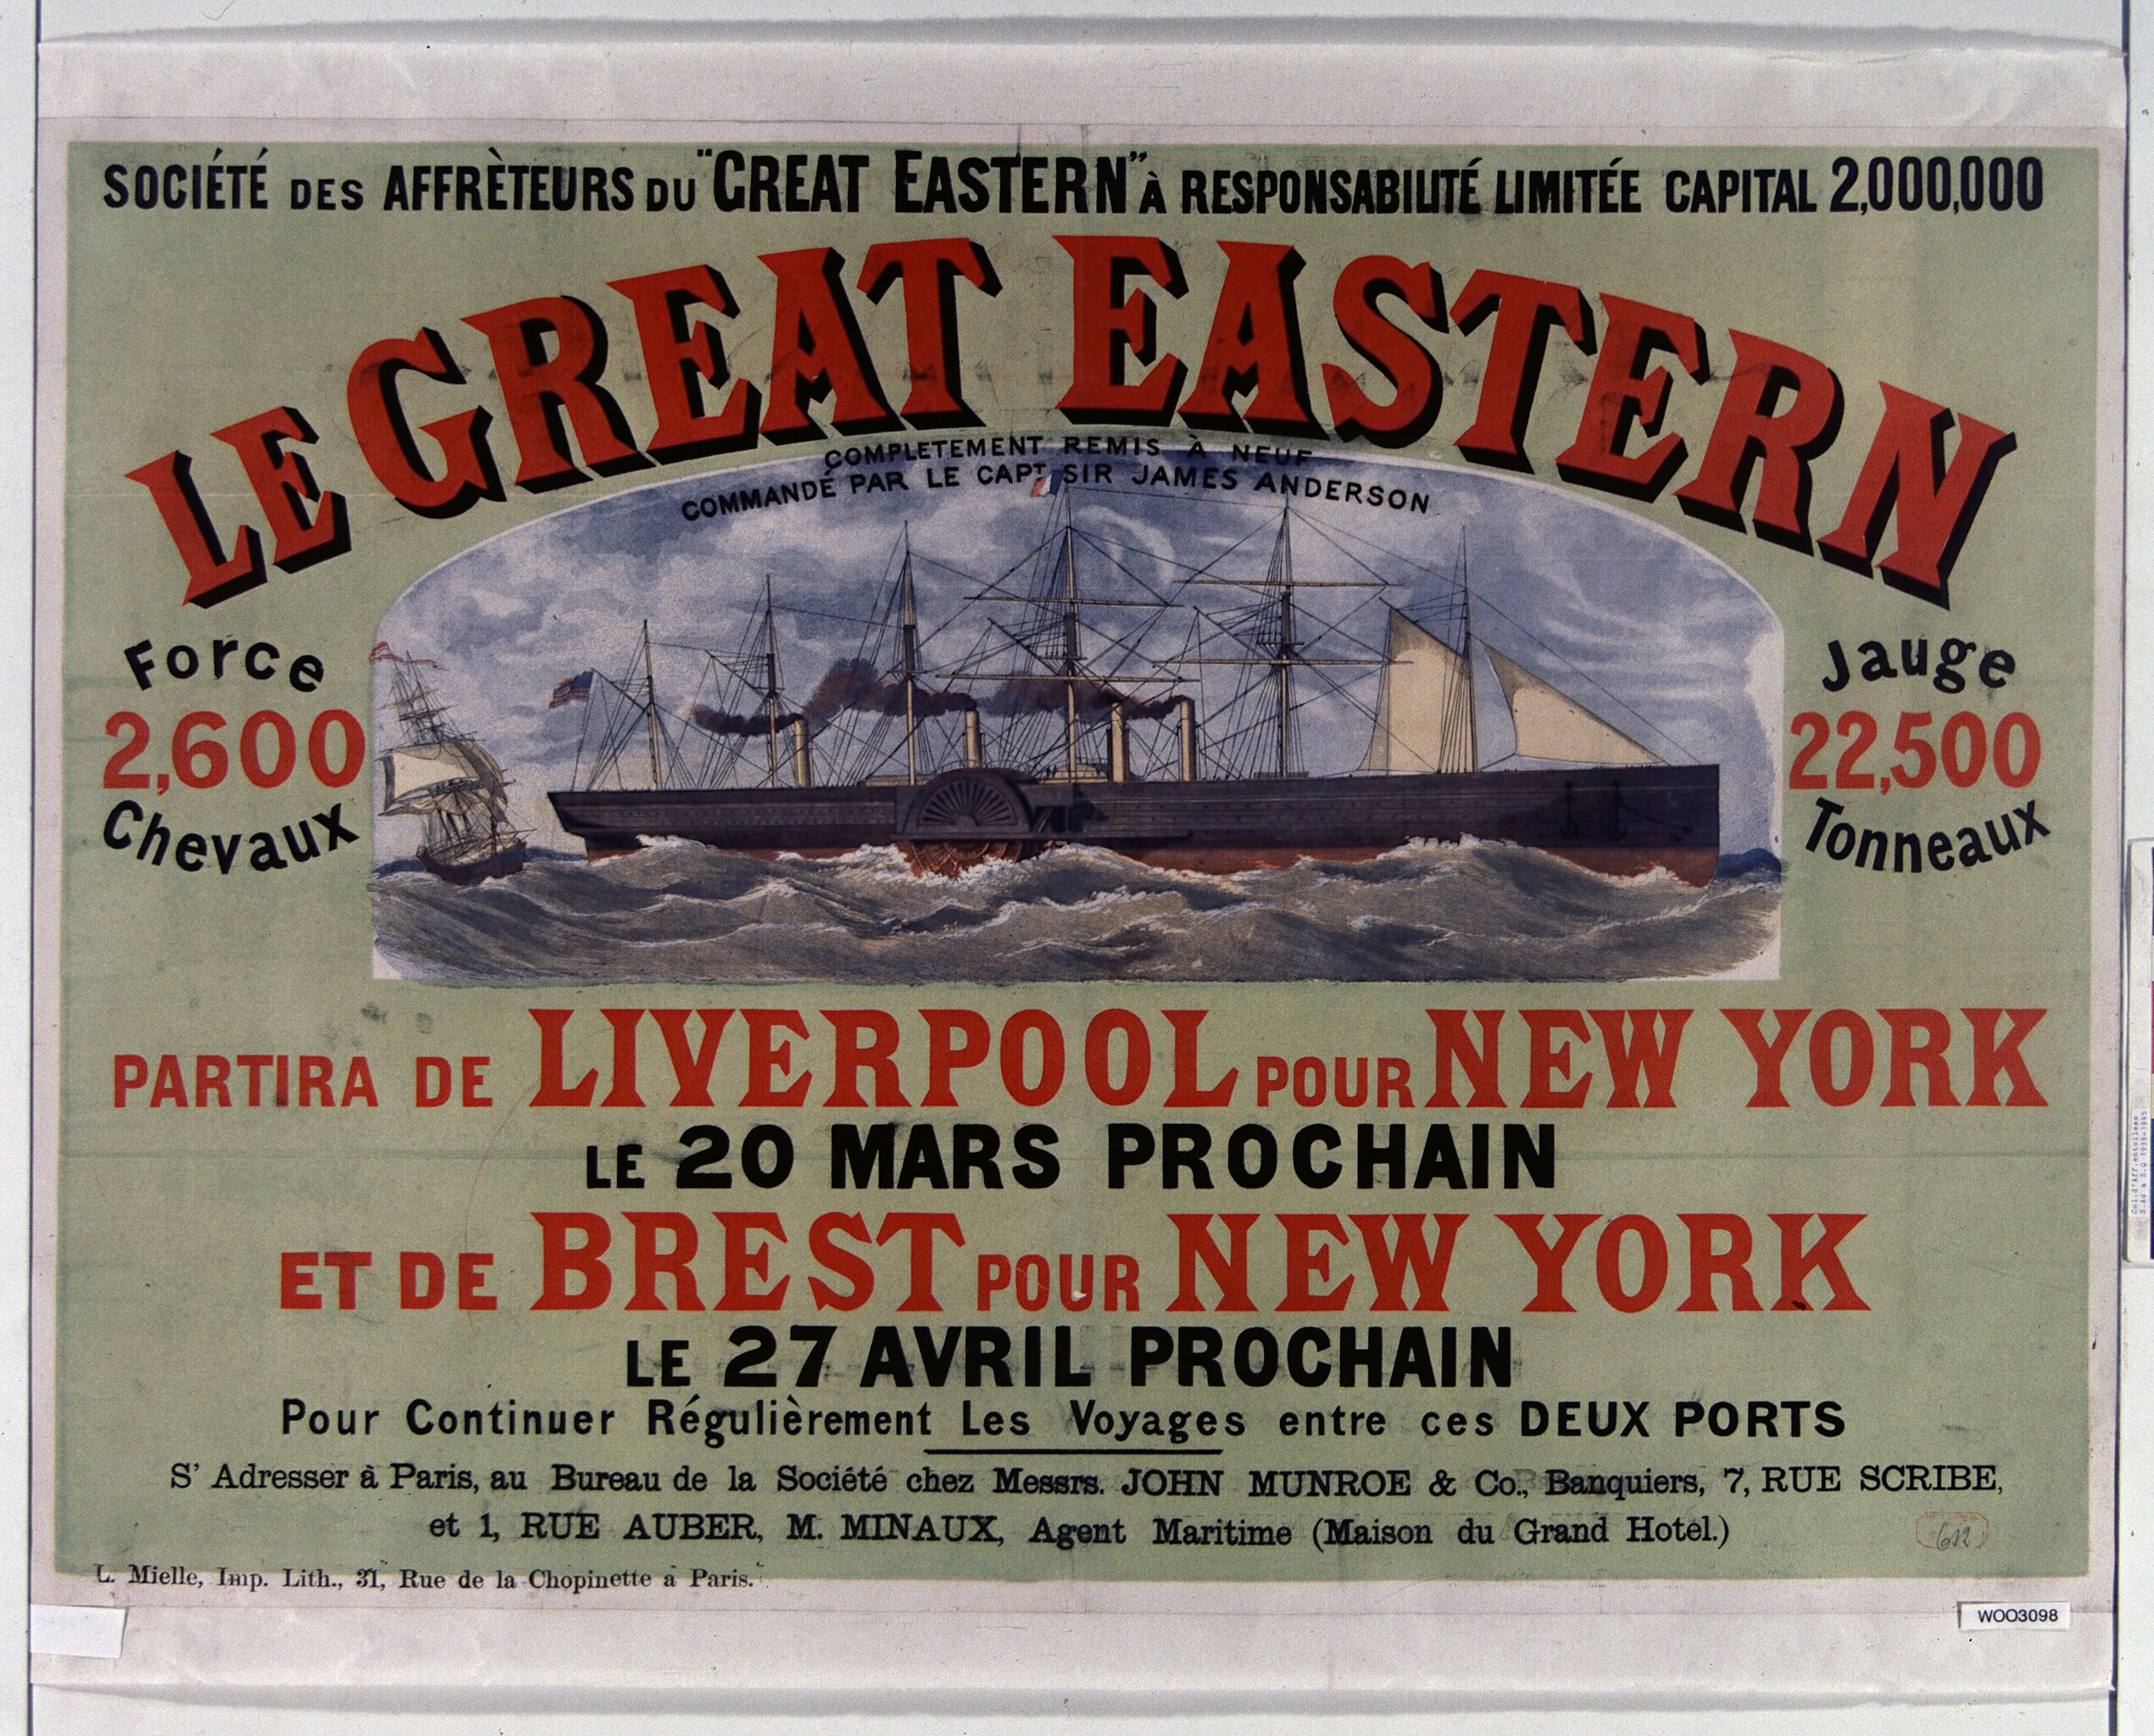 SOCIÉTÉ DES AFFRÈTEURS DU "GREAT EASTERN" À RESPONSABILITÉ LIMITÉE CAPITAL 2,000,000
LE GREAT EASTERN
COMPLETEMENT REMIS À NEUF
COMMANDÉ PAR LE CAPT SIR JAMES ANDERSON
Force
2,600
Chevaux
Jauge
22,500
Tonneaux
PARTIRA DE LIVERPOOL POUR NEW YORK
LE 20 MARS PROCHAIN
ET DE BREST POUR NEW YORK
LE 27 AVRIL PROCHAIN
Pour Continuer Régulièrement Les Voyages entre ces DEUX PORTS
S' Adresser à Paris, au Bureau de la Société chez Messrs. JOHN MUNROE & Co., Banquiers, 7, RUE SCRIBE,
et 1, RUE AUBER, M. MINAUX, Agent Maritime (Maison du Grand Hotel.)
612
L. Mielle, Imp. Lith., 31, Rue de la Chopinette à Paris.
WOO3098